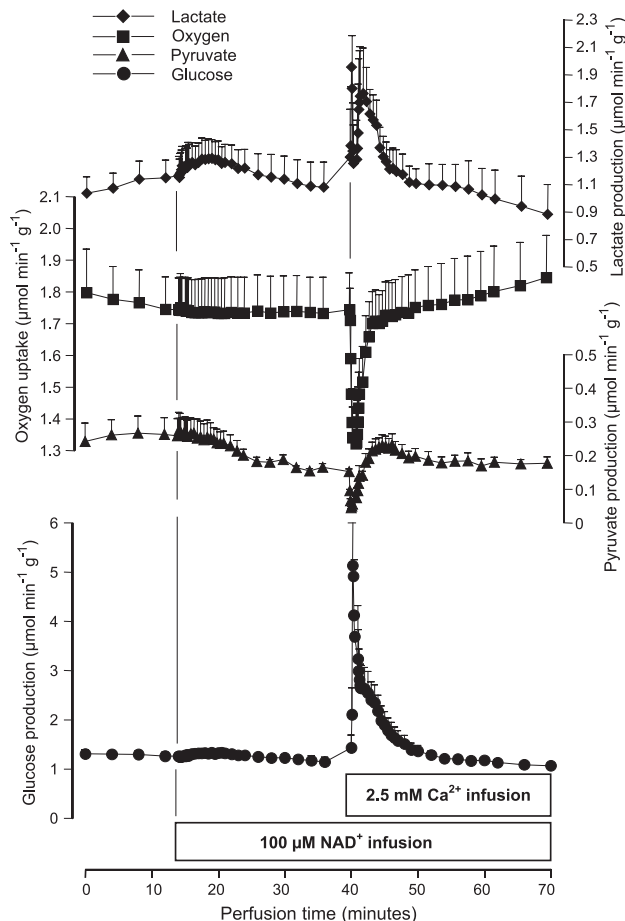 Lactate
Oxygen
Pyruvate
Glucose
2.3
2.1
1.9
1.7
1.5
1.3
1.1
0.9
0.7
0.5
Lactate production (µmol min⁻¹ g⁻¹)
2.1
2.0
1.9
1.8
1.7
1.6
1.5
1.4
1.3
Oxygen uptake (µmol min⁻¹ g⁻¹)
0.5
0.4
0.3
0.2
0.1
0
Pyruvate production (µmol min⁻¹ g⁻¹)
6
5
4
3
2
1
0
Glucose production (µmol min⁻¹ g⁻¹)
2.5 mM Ca²⁺ infusion
100 µM NAD⁺ infusion
0 10 20 30 40 50 60 70
Perfusion time (minutes)